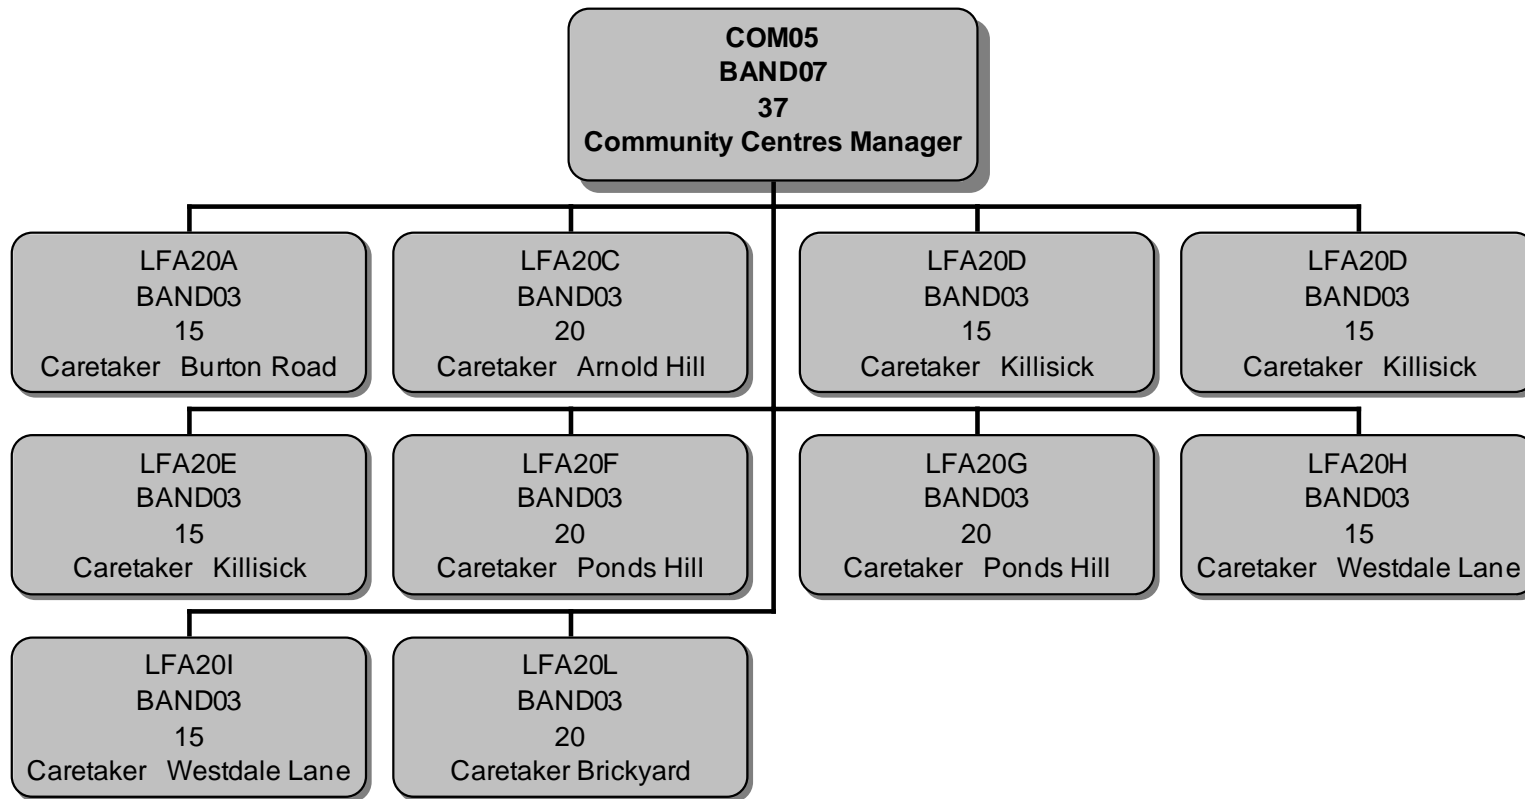 COM05
BAND07
37
Community Centres Manager
LFA20A
BAND03
15
Caretaker Burton Road
LFA20C
BAND03
20
Caretaker Arnold Hill
LFA20D
BAND03
15
Caretaker Killisick
LFA20D
BAND03
15
Caretaker Killisick
LFA20E
BAND03
15
Caretaker Killisick
LFA20F
BAND03
20
Caretaker Ponds Hill
LFA20G
BAND03
20
Caretaker Ponds Hill
LFA20H
BAND03
15
Caretaker Westdale Lane
LFA20I
BAND03
15
Caretaker Westdale Lane
LFA20L
BAND03
20
Caretaker Brickyard